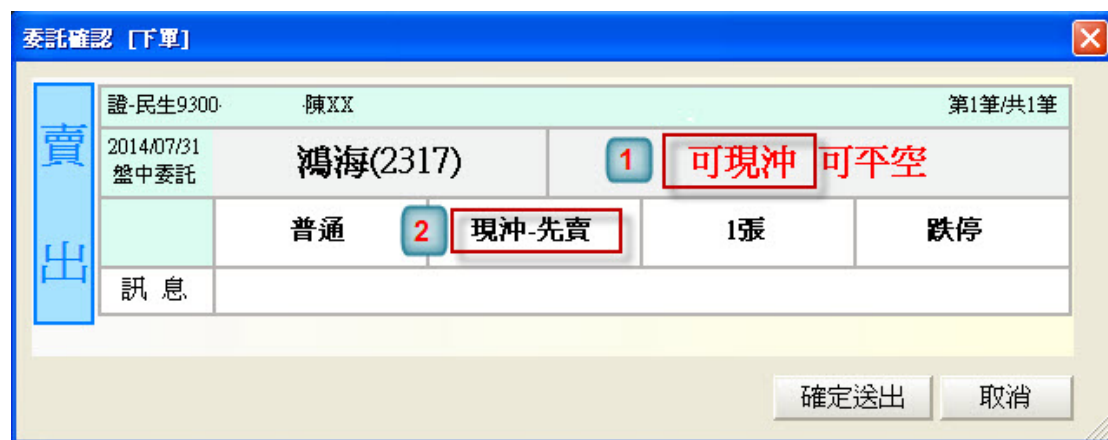 委託確認 [下單]
證-民生9300- ·陳XX 第1筆/共1筆
賣出
2014/07/31
盤中委託
鴻海(2317) 1 可現沖 可平空
普通 2 現沖-先賣 1張 跌停
訊 息
確定送出 取消